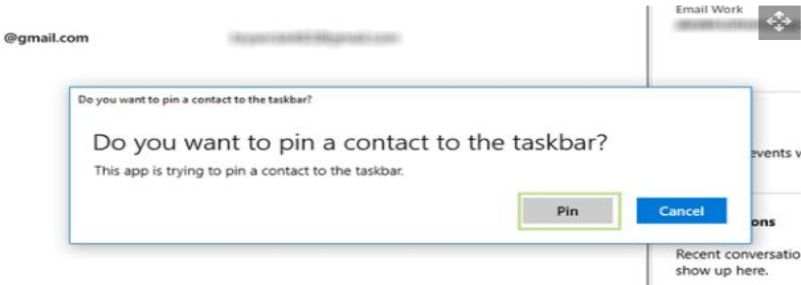 Email Work
@gmail.com
Do you want to pin a contact to the taskbar?
Do you want to pin a contact to the taskbar?
This app is trying to pin a contact to the taskbar.
Pin
Cancel
events
ons
Recent conversatio
show up here.